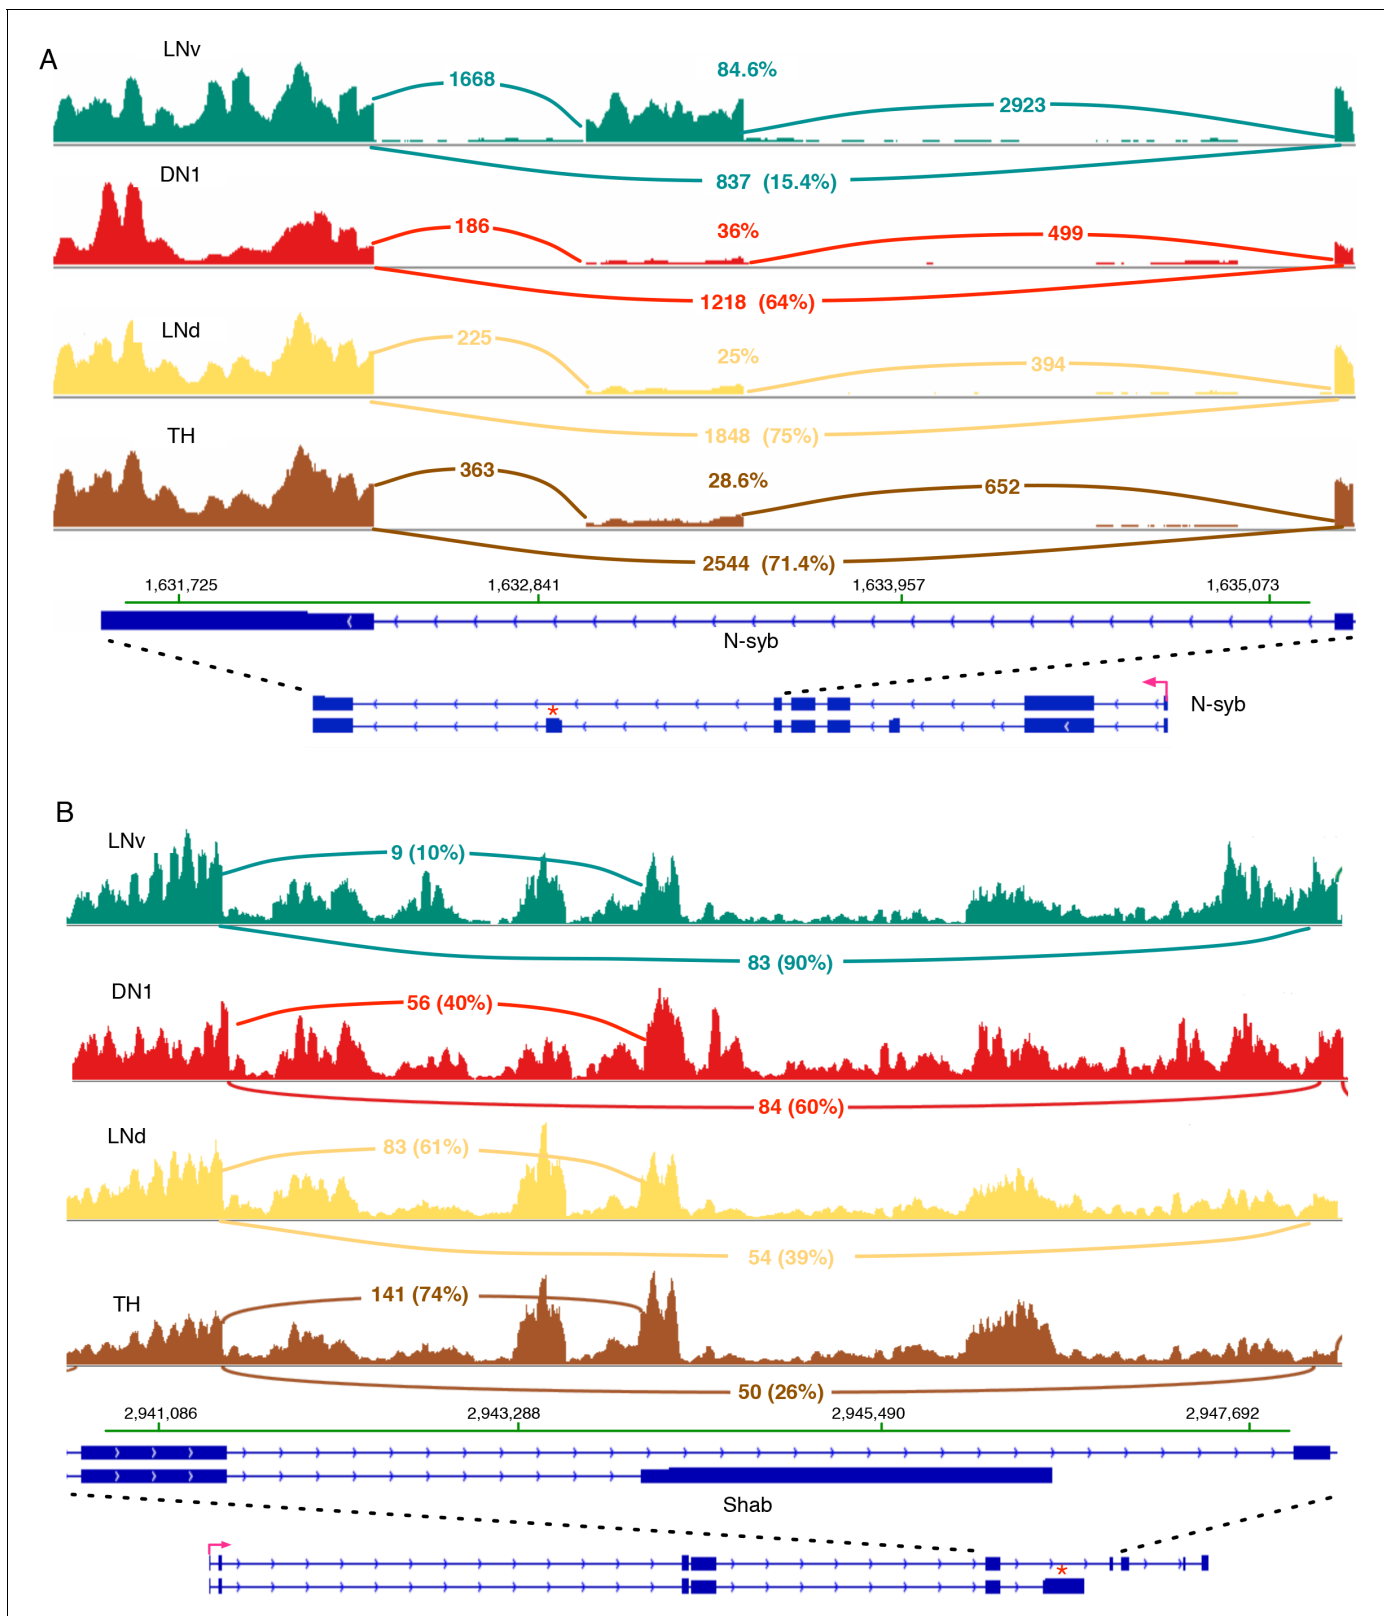 A
LNv
1668
84.6%
2923
837 (15.4%)
DN1
186
36%
499
1218 (64%)
LNd
225
25%
394
1848 (75%)
TH
363
28.6%
652
2544 (71.4%)
1,631,725 1,632,841 1,633,957 1,635,073
N-syb
*
N-syb
B
LNv
9 (10%)
83 (90%)
DN1
56 (40%)
84 (60%)
LNd
83 (61%)
54 (39%)
TH
141 (74%)
50 (26%)
2,941,086 2,943,288 2,945,490 2,947,692
Shab
*